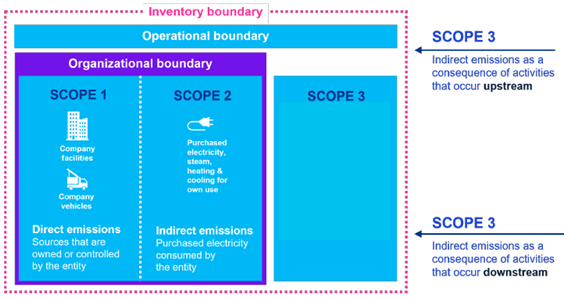 Inventory boundary
Operational boundary
Organizational boundary
SCOPE 1
Company
facilities
Company
vehicles
Direct emissions
Sources that are
owned or controlled
by the entity
SCOPE 2
Purchased
electricity,
steam,
heating &
cooling for
own use
Indirect emissions
Purchased electricity
consumed by
the entity
SCOPE 3
SCOPE 3
Indirect emissions as a
consequence of activities
that occur upstream
SCOPE 3
Indirect emissions as a
consequence of activities
that occur downstream